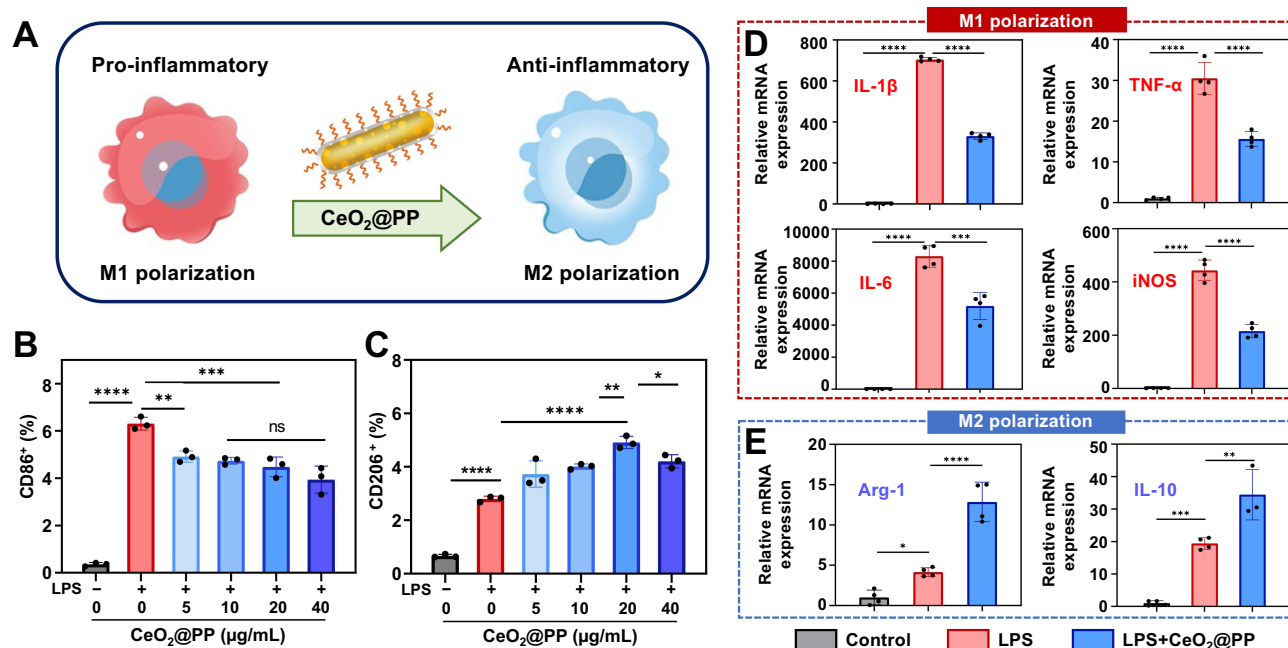 A
Pro-inflammatory
Anti-inflammatory
CeO₂@PP
M1 polarization
M2 polarization
B
CD86⁺ (%)
8
6
4
2
0
****
***
**
ns
LPS − + + + + +
0 0 5 10 20 40
CeO₂@PP (µg/mL)
C
CD206⁺ (%)
8
6
4
2
0
****
****
**
*
LPS − + + + + +
0 0 5 10 20 40
CeO₂@PP (µg/mL)
M1 polarization
D
Relative mRNA
expression
800
600
400
200
0
IL-1β
**** ****
Relative mRNA
expression
40
30
20
10
0
TNF-α
**** ****
Relative mRNA
expression
10000
8000
6000
4000
2000
0
IL-6
**** ***
Relative mRNA
expression
600
400
200
0
iNOS
**** ****
M2 polarization
E
Relative mRNA
expression
20
15
10
5
0
Arg-1
* ****
Relative mRNA
expression
50
40
30
20
10
0
IL-10
*** **
Control LPS LPS+CeO₂@PP